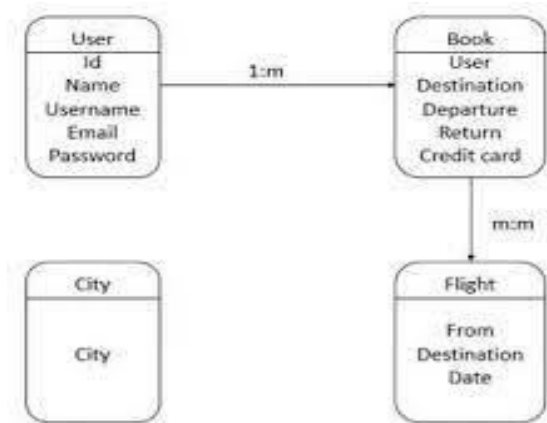 User
Id
Name
Username
Email
Password
1:m
Book
User
Destination
Departure
Return
Credit card
m:m
City
City
Flight
From
Destination
Date